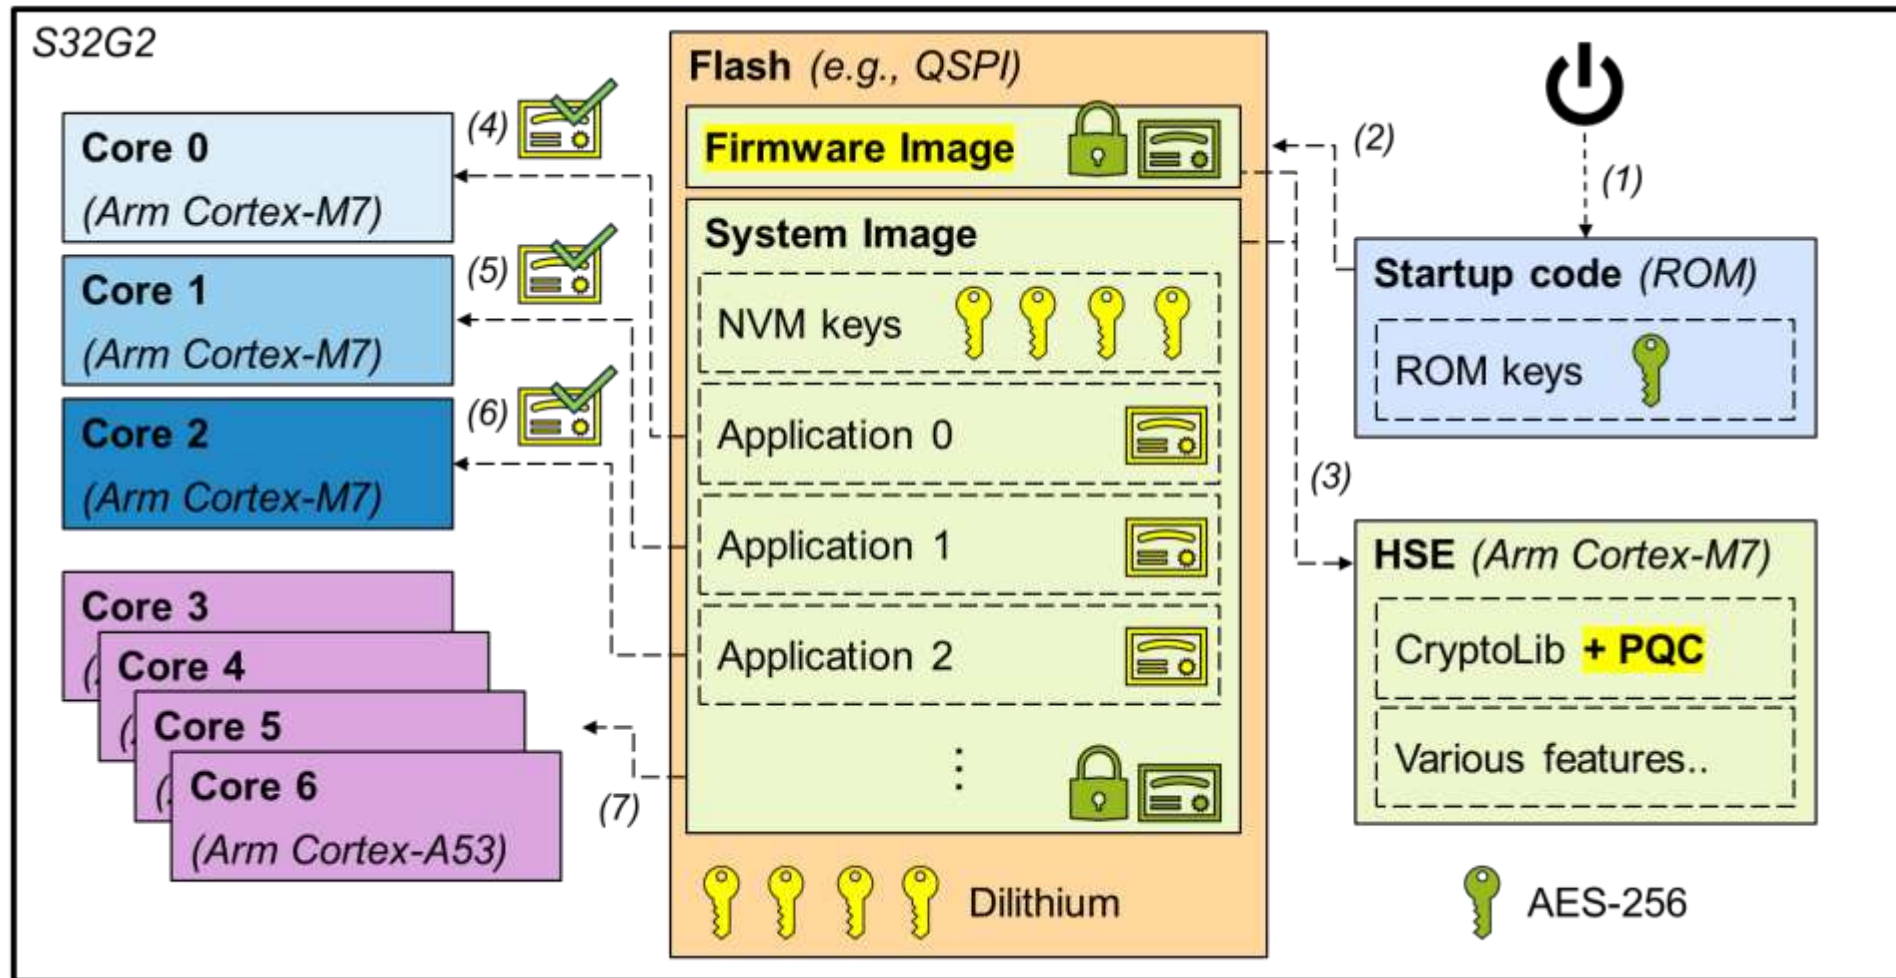 S32G2
Core 0
(Arm Cortex-M7)
(4)
Core 1
(Arm Cortex-M7)
(5)
Core 2
(Arm Cortex-M7)
(6)
Core 3
(
Core 4
(
Core 5
(
Core 6
(Arm Cortex-A53)
(7)
Flash (e.g., QSPI)
Firmware Image
System Image
NVM keys
Application 0
Application 1
Application 2
⋮
Dilithium
(2)
(1)
Startup code (ROM)
ROM keys
(3)
HSE (Arm Cortex-M7)
CryptoLib + PQC
Various features..
AES-256